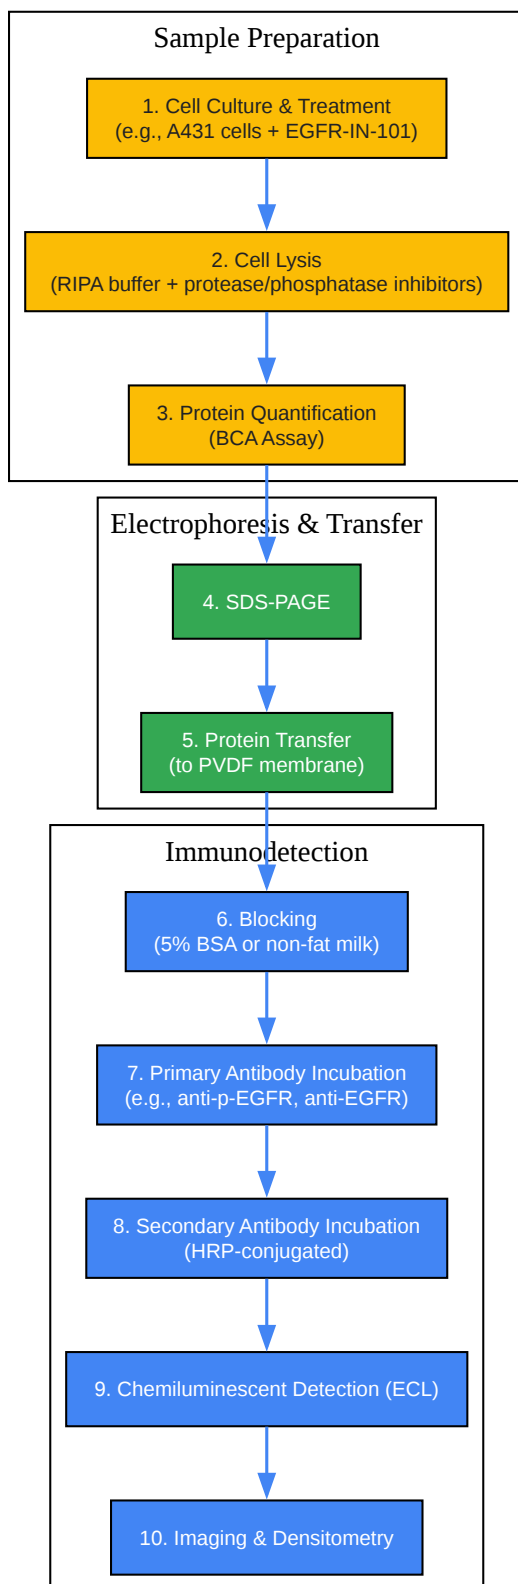 Sample Preparation
1. Cell Culture & Treatment
(e.g., A431 cells + EGFR-IN-101)
2. Cell Lysis
(RIPA buffer + protease/phosphatase inhibitors)
3. Protein Quantification
(BCA Assay)
Electrophoresis & Transfer
4. SDS-PAGE
5. Protein Transfer
(to PVDF membrane)
Immunodetection
6. Blocking
(5% BSA or non-fat milk)
7. Primary Antibody Incubation
(e.g., anti-p-EGFR, anti-EGFR)
8. Secondary Antibody Incubation
(HRP-conjugated)
9. Chemiluminescent Detection (ECL)
10. Imaging & Densitometry